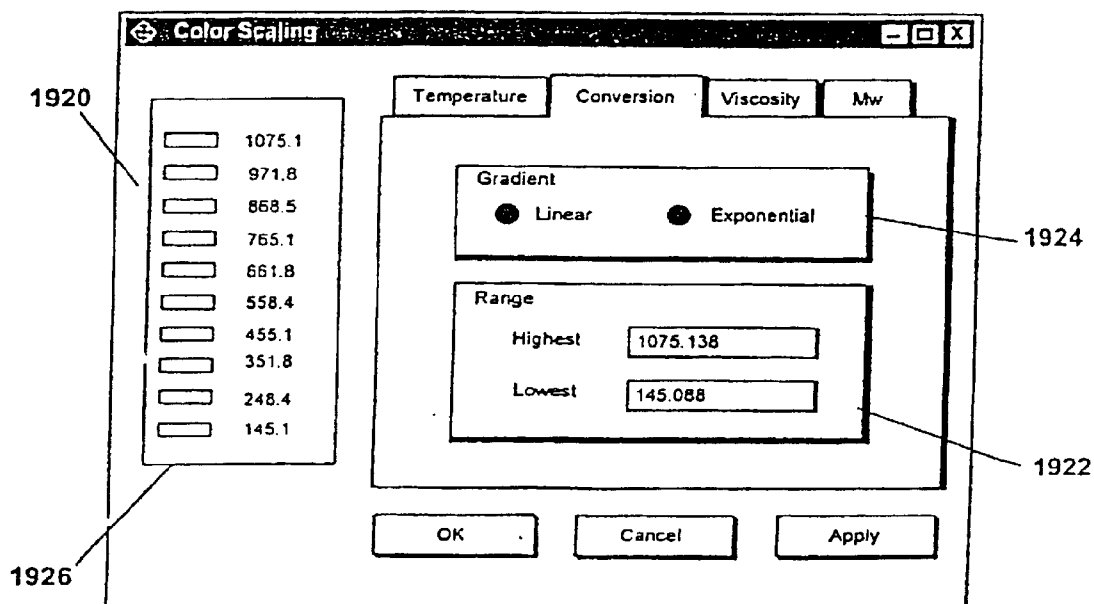 Color Scaling
1920
Temperature Conversion Viscosity Mw
1075.1
971.8
868.5
765.1
661.8
558.4
455.1
351.8
248.4
145.1
Gradient
Linear Exponential
1924
Range
Highest 1075.138
Lowest 145.088
1922
OK Cancel Apply
1926